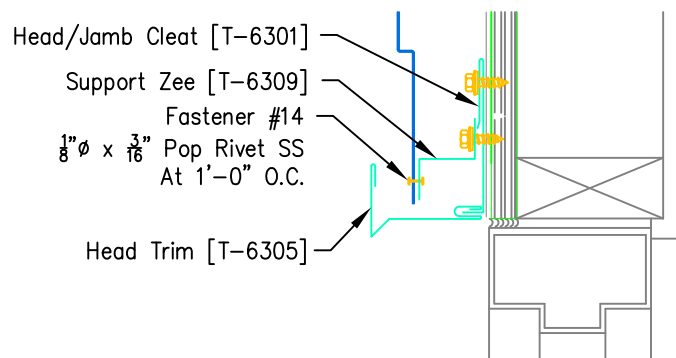 Head/Jamb Cleat [T-6301]
Support Zee [T-6309]
Fastener #14
1/8"ø x 3/16" Pop Rivet SS
At 1'-0" O.C.
Head Trim [T-6305]